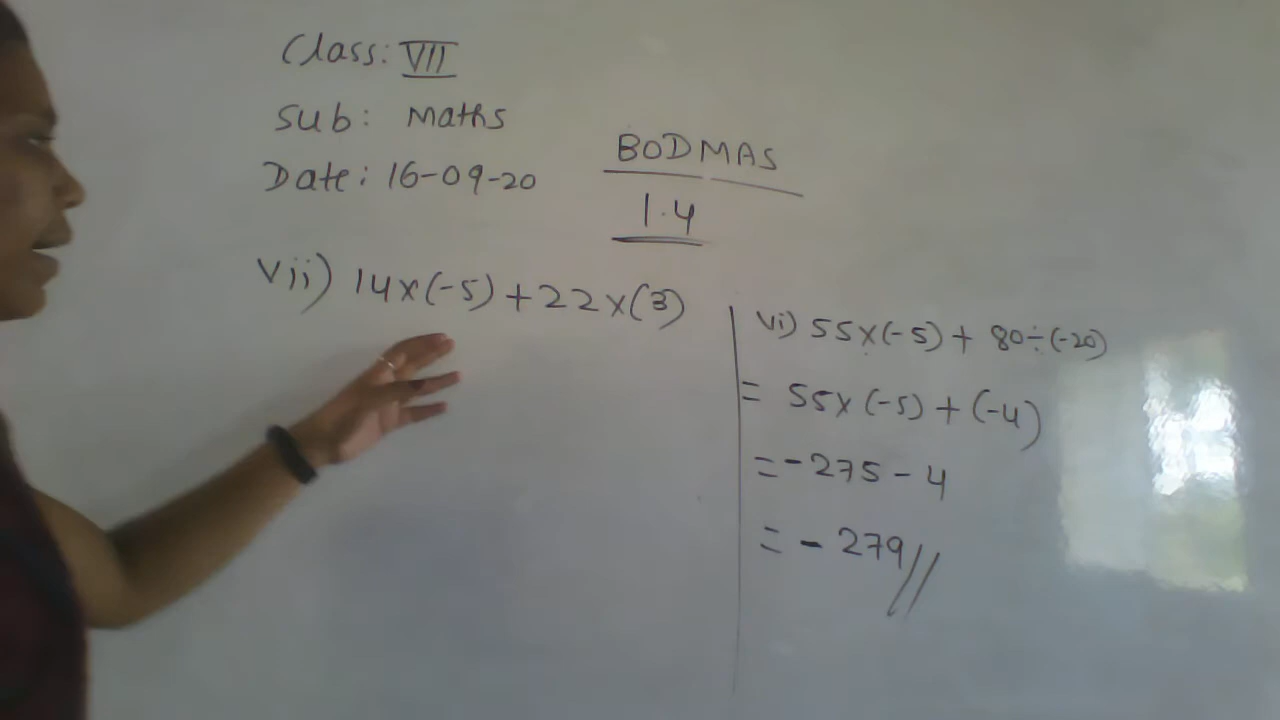 Class: VII
Sub: Maths
Date: 16-09-20
BODMAS
1.4
Vii) 14×(-5)+22×(3)
Vi) 55×(-5)+ 80÷(-20)
= 55×(-5)+(-4)
=-275-4
= - 279//